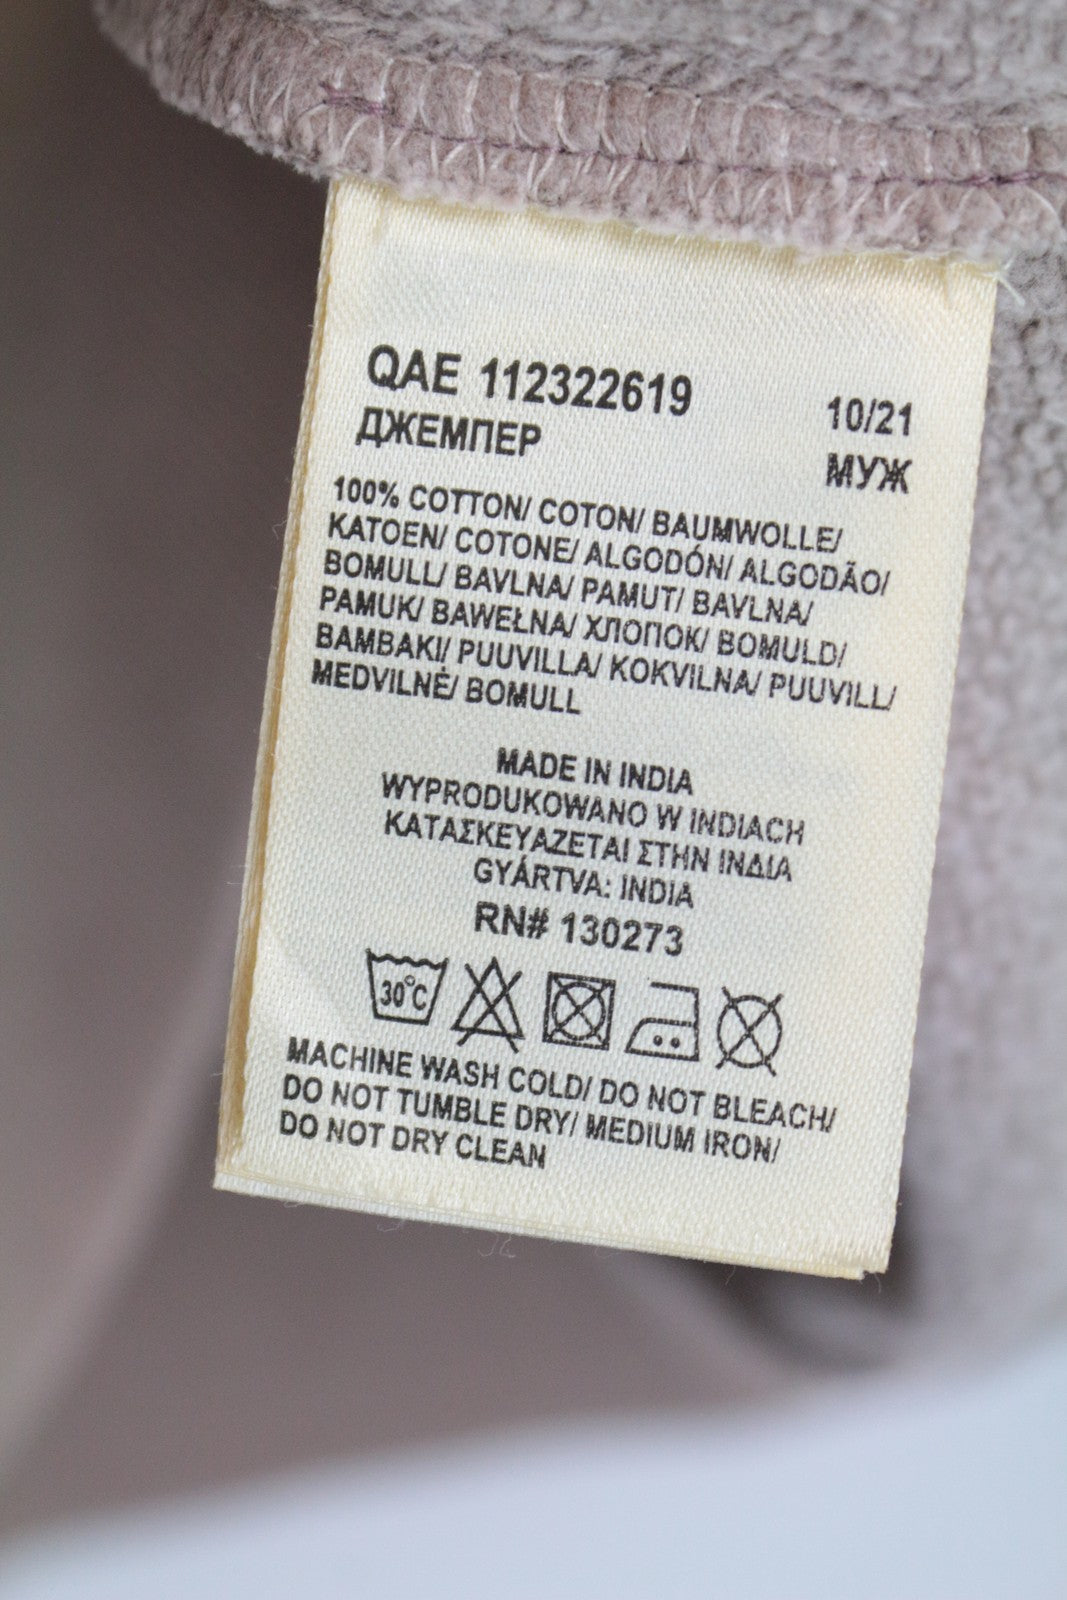 QAE 112322619 10/21
ДЖЕМПЕР МУЖ
100% COTTON/ COTON/ BAUMWOLLE/
KATOEN/ COTONE/ ALGODÓN/ ALGODÃO/
BOMULL/ BAVLNA/ PAMUT/ BAVLNA/
PAMUK/ BAWEŁNA/ ХЛОПОК/ BOMULD/
BAMBAKI/ PUUVILLA/ KOKVILNA/ PUUVILL/
MEDVILNĖ/ BOMULL
MADE IN INDIA
WYPRODUKOWANO W INDIACH
ΚΑΤΑΣΚΕΥΑΖΕΤΑΙ ΣΤΗΝ ΙΝΔΙΑ
GYÁRTVA: INDIA
RN# 130273
30°C
MACHINE WASH COLD/ DO NOT BLEACH/
DO NOT TUMBLE DRY/ MEDIUM IRON/
DO NOT DRY CLEAN